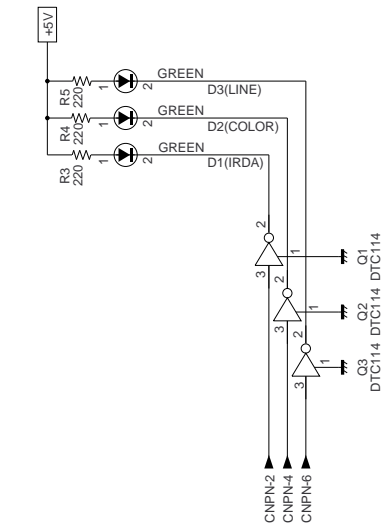 +5V
R5
220
1
2
GREEN
D3(LINE)
R4
220
1
2
GREEN
D2(COLOR)
R3
220
1
2
GREEN
D1(IRDA)
2
3
1
Q1
DTC114
2
3
1
Q2
DTC114
2
3
1
Q3
DTC114
CNPN-2
CNPN-4
CNPN-6